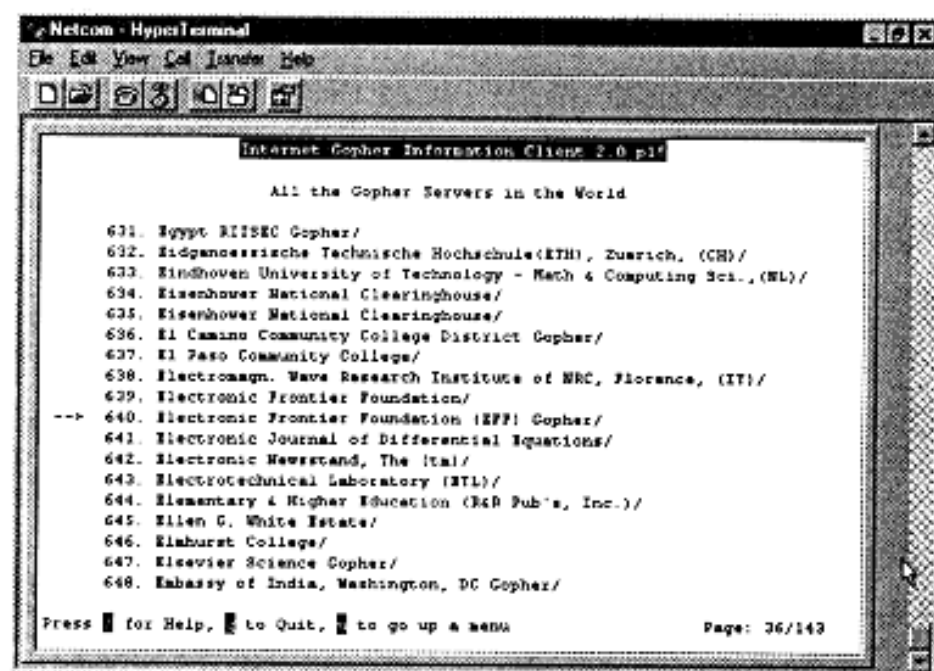 Netcom - HyperTerminal
File Edit View Call Transfer Help
Internet Gopher Information Client 2.0 pl
All the Gopher Servers in the World
631. Egypt RITSEC Gopher/
632. Eidgenoessische Technische Hochschule(ETH), Zuerich, (CH)/
633. Eindhoven University of Technology - Math & Computing Sci.,(NL)/
634. Eisenhower National Clearinghouse/
635. Eisenhower National Clearinghouse/
636. El Camino Community College District Gopher/
637. El Paso Community College/
638. Electromagn. Wave Research Institute of NRC, Florence, (IT)/
639. Electronic Frontier Foundation/
--> 640. Electronic Frontier Foundation (EFF) Gopher/
641. Electronic Journal of Differential Equations/
642. Electronic Newsstand, The (tm)/
643. Electrotechnical Laboratory (ETL)/
644. Elementary & Higher Education (R&R Pub's, Inc.)/
645. Ellen G. White Estate/
646. Elmhurst College/
647. Elsevier Science Gopher/
648. Embassy of India, Washington, DC Gopher/
Press for Help, to Quit, to go up a menu Page: 36/143